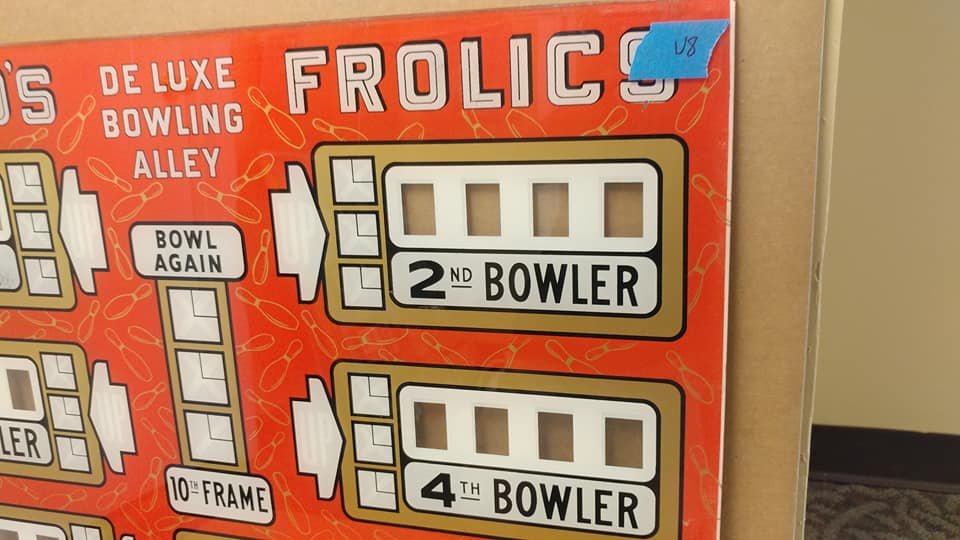 'S
DE LUXE
BOWLING
ALLEY
FROLICS
U8
BOWL
AGAIN
2ND BOWLER
LER
4TH BOWLER
10TH FRAME